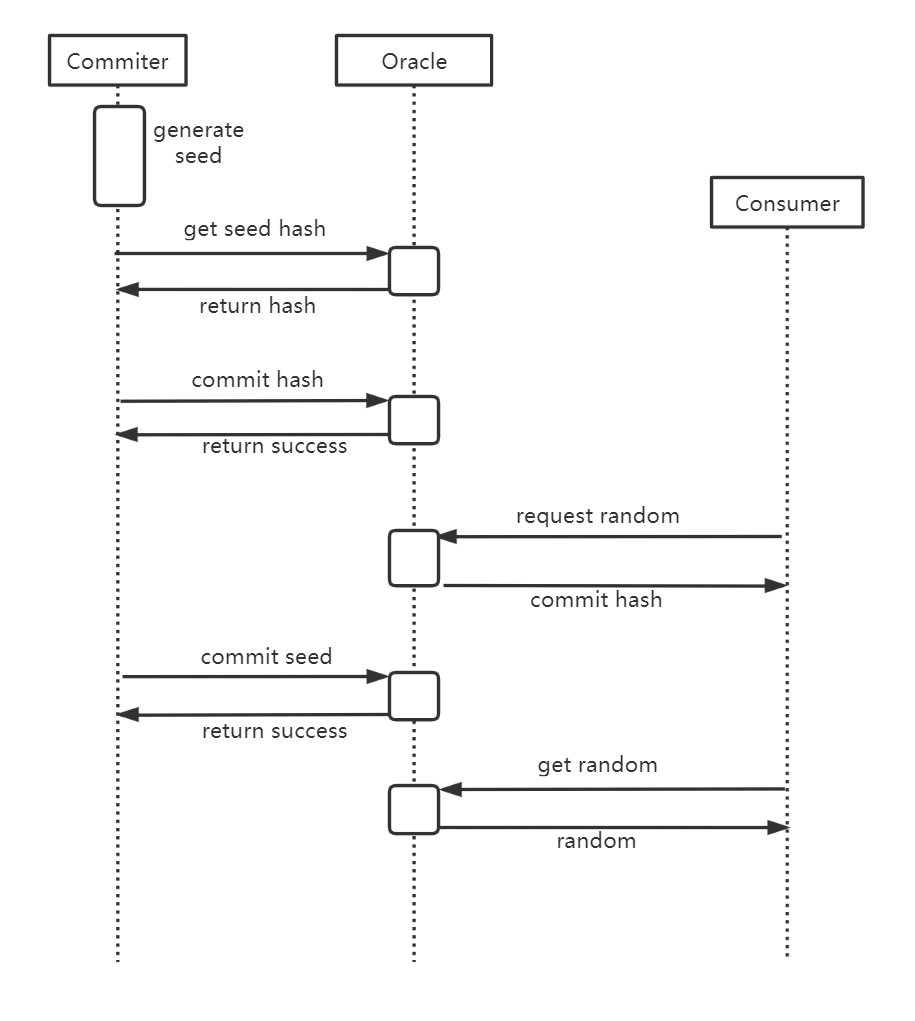 Commiter
Oracle
generate
seed
Consumer
get seed hash
return hash
commit hash
return success
request random
commit hash
commit seed
return success
get random
random